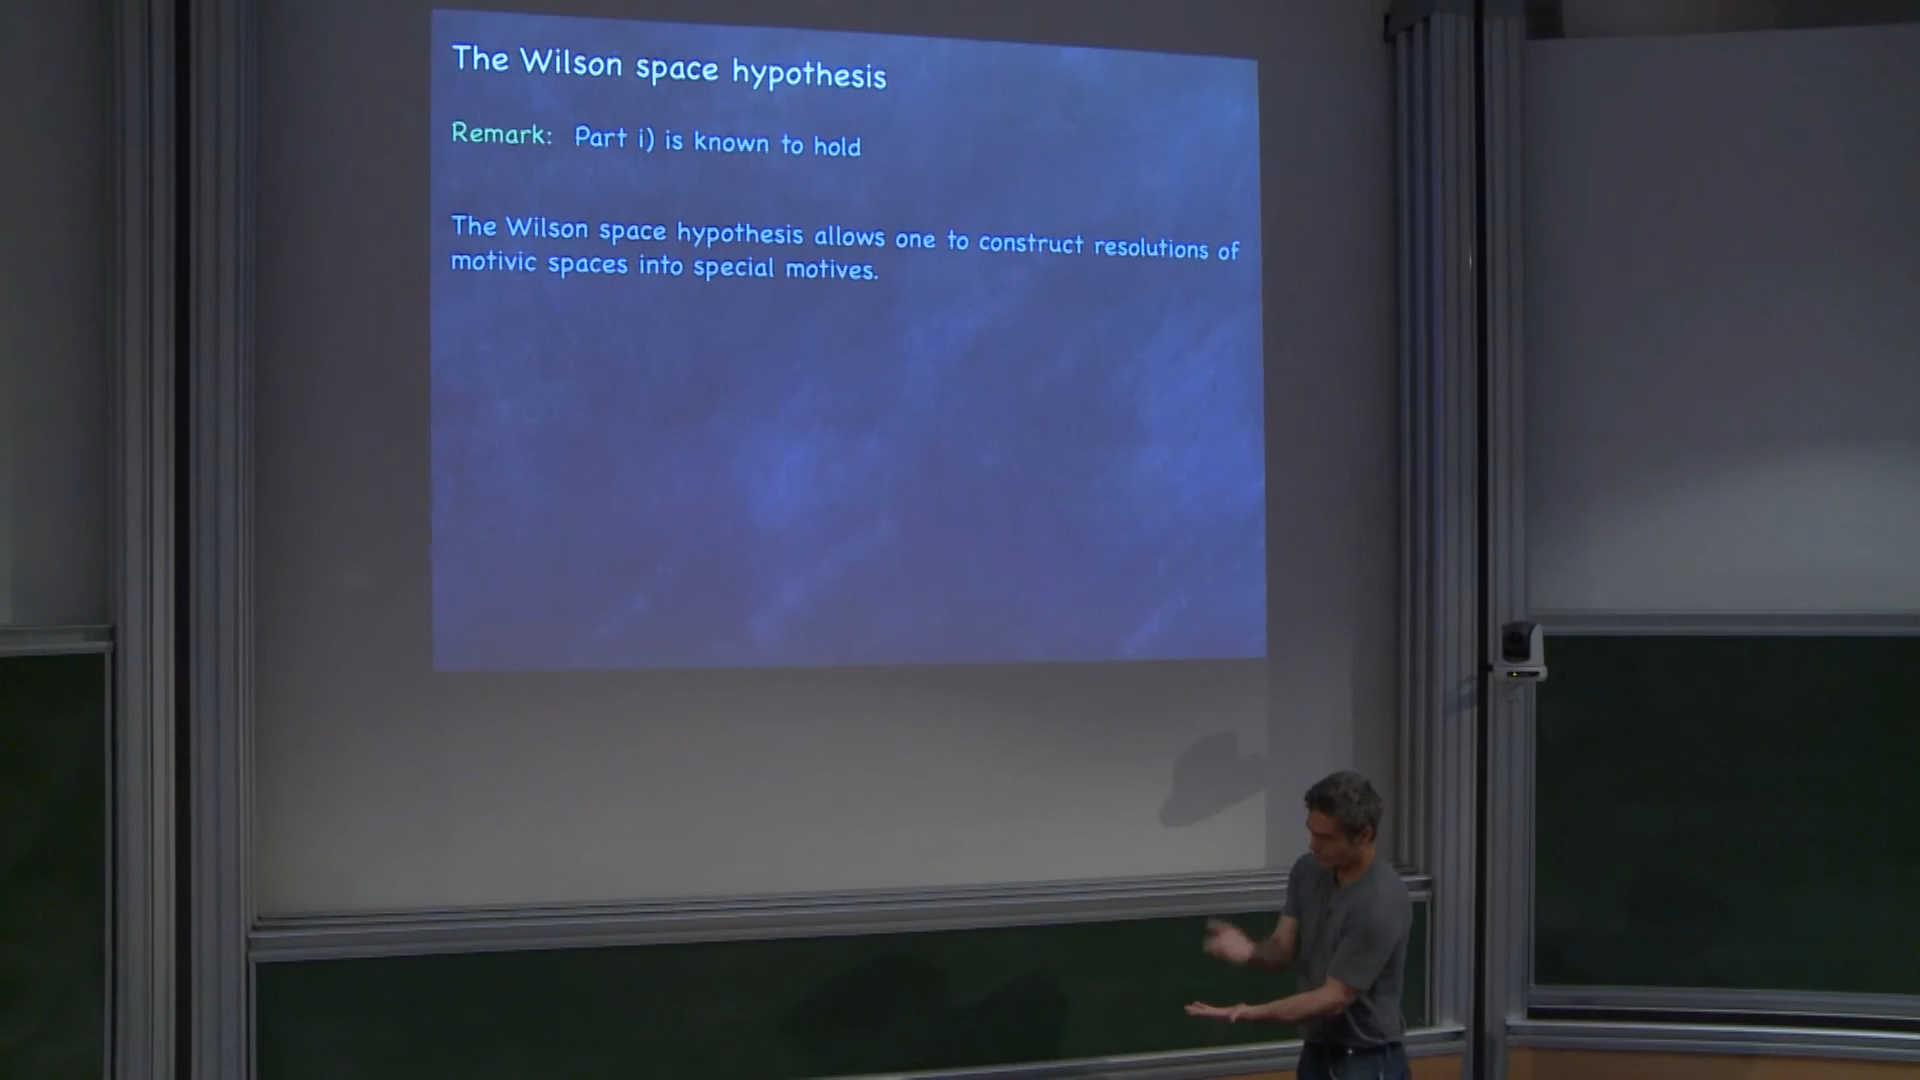 The Wilson space hypothesis
Remark: Part i) is known to hold
The Wilson space hypothesis allows one to construct resolutions of
motivic spaces into special motives.